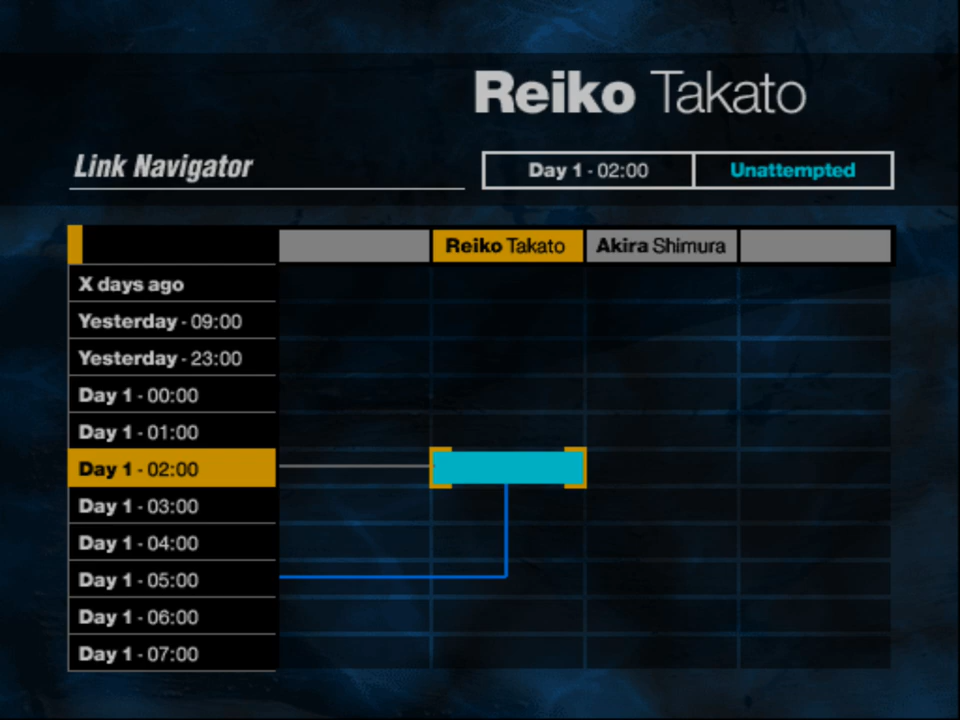 Reiko Takato
Link Navigator
Day 1 - 02:00 Unattempted
Reiko Takato Akira Shimura
X days ago
Yesterday - 09:00
Yesterday - 23:00
Day 1 - 00:00
Day 1 - 01:00
Day 1 - 02:00
Day 1 - 03:00
Day 1 - 04:00
Day 1 - 05:00
Day 1 - 06:00
Day 1 - 07:00